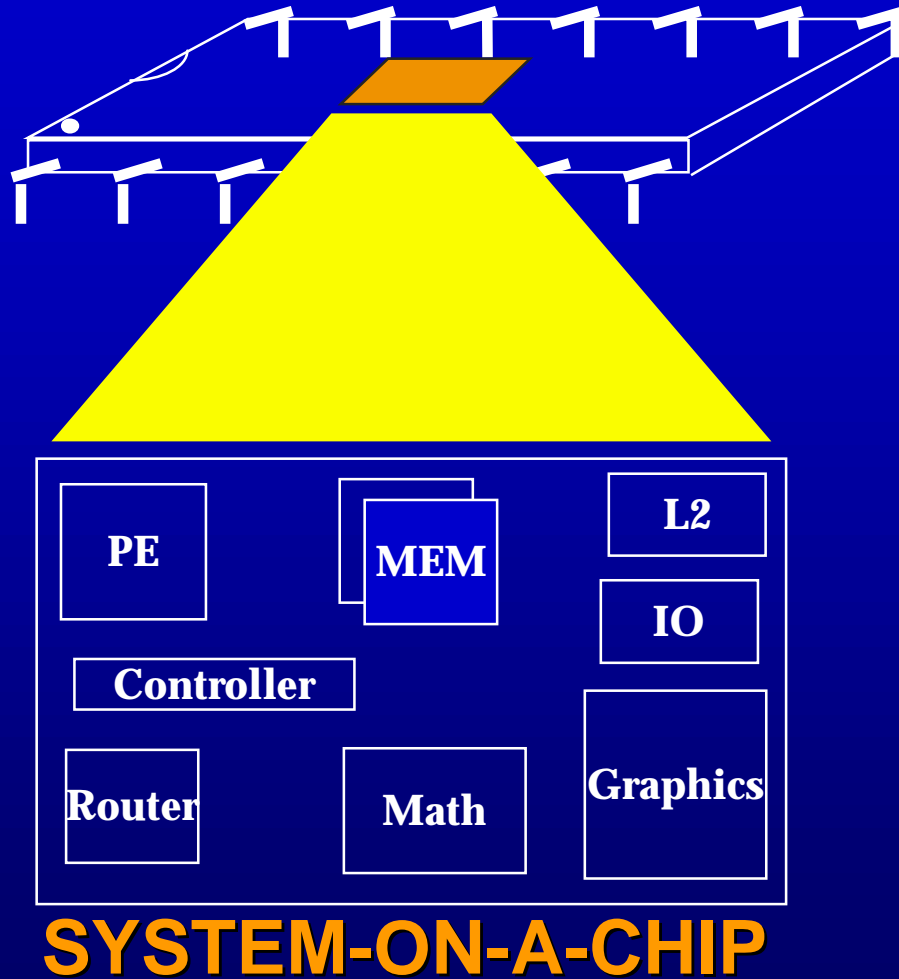 PE
MEM
L2
IO
Controller
Router
Math
Graphics
SYSTEM-ON-A-CHIP